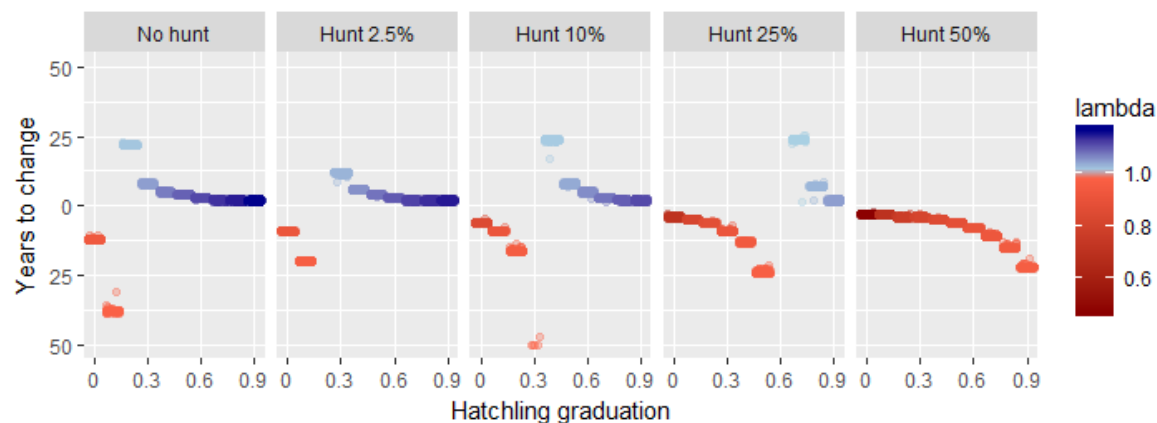 No hunt Hunt 2.5% Hunt 10% Hunt 25% Hunt 50%
Years to change
50
25
0
25
50
0 0.3 0.6 0.9 0 0.3 0.6 0.9 0 0.3 0.6 0.9 0 0.3 0.6 0.9 0 0.3 0.6 0.9
Hatchling graduation
lambda
1.0
0.8
0.6